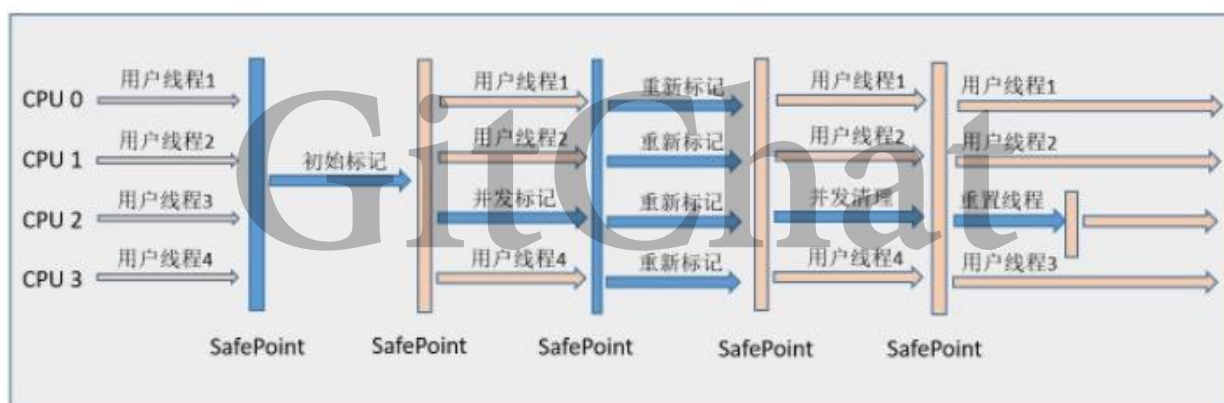 用户线程1 用户线程1 重新标记 用户线程1 用户线程1
CPU 0
用户线程2 用户线程2 重新标记 用户线程2 用户线程2
CPU 1
初始标记
用户线程3 并发标记 重新标记 并发清理 重置线程
CPU 2
用户线程4 用户线程4 重新标记 用户线程4 用户线程3
CPU 3
SafePoint SafePoint SafePoint SafePoint SafePoint
GitChat